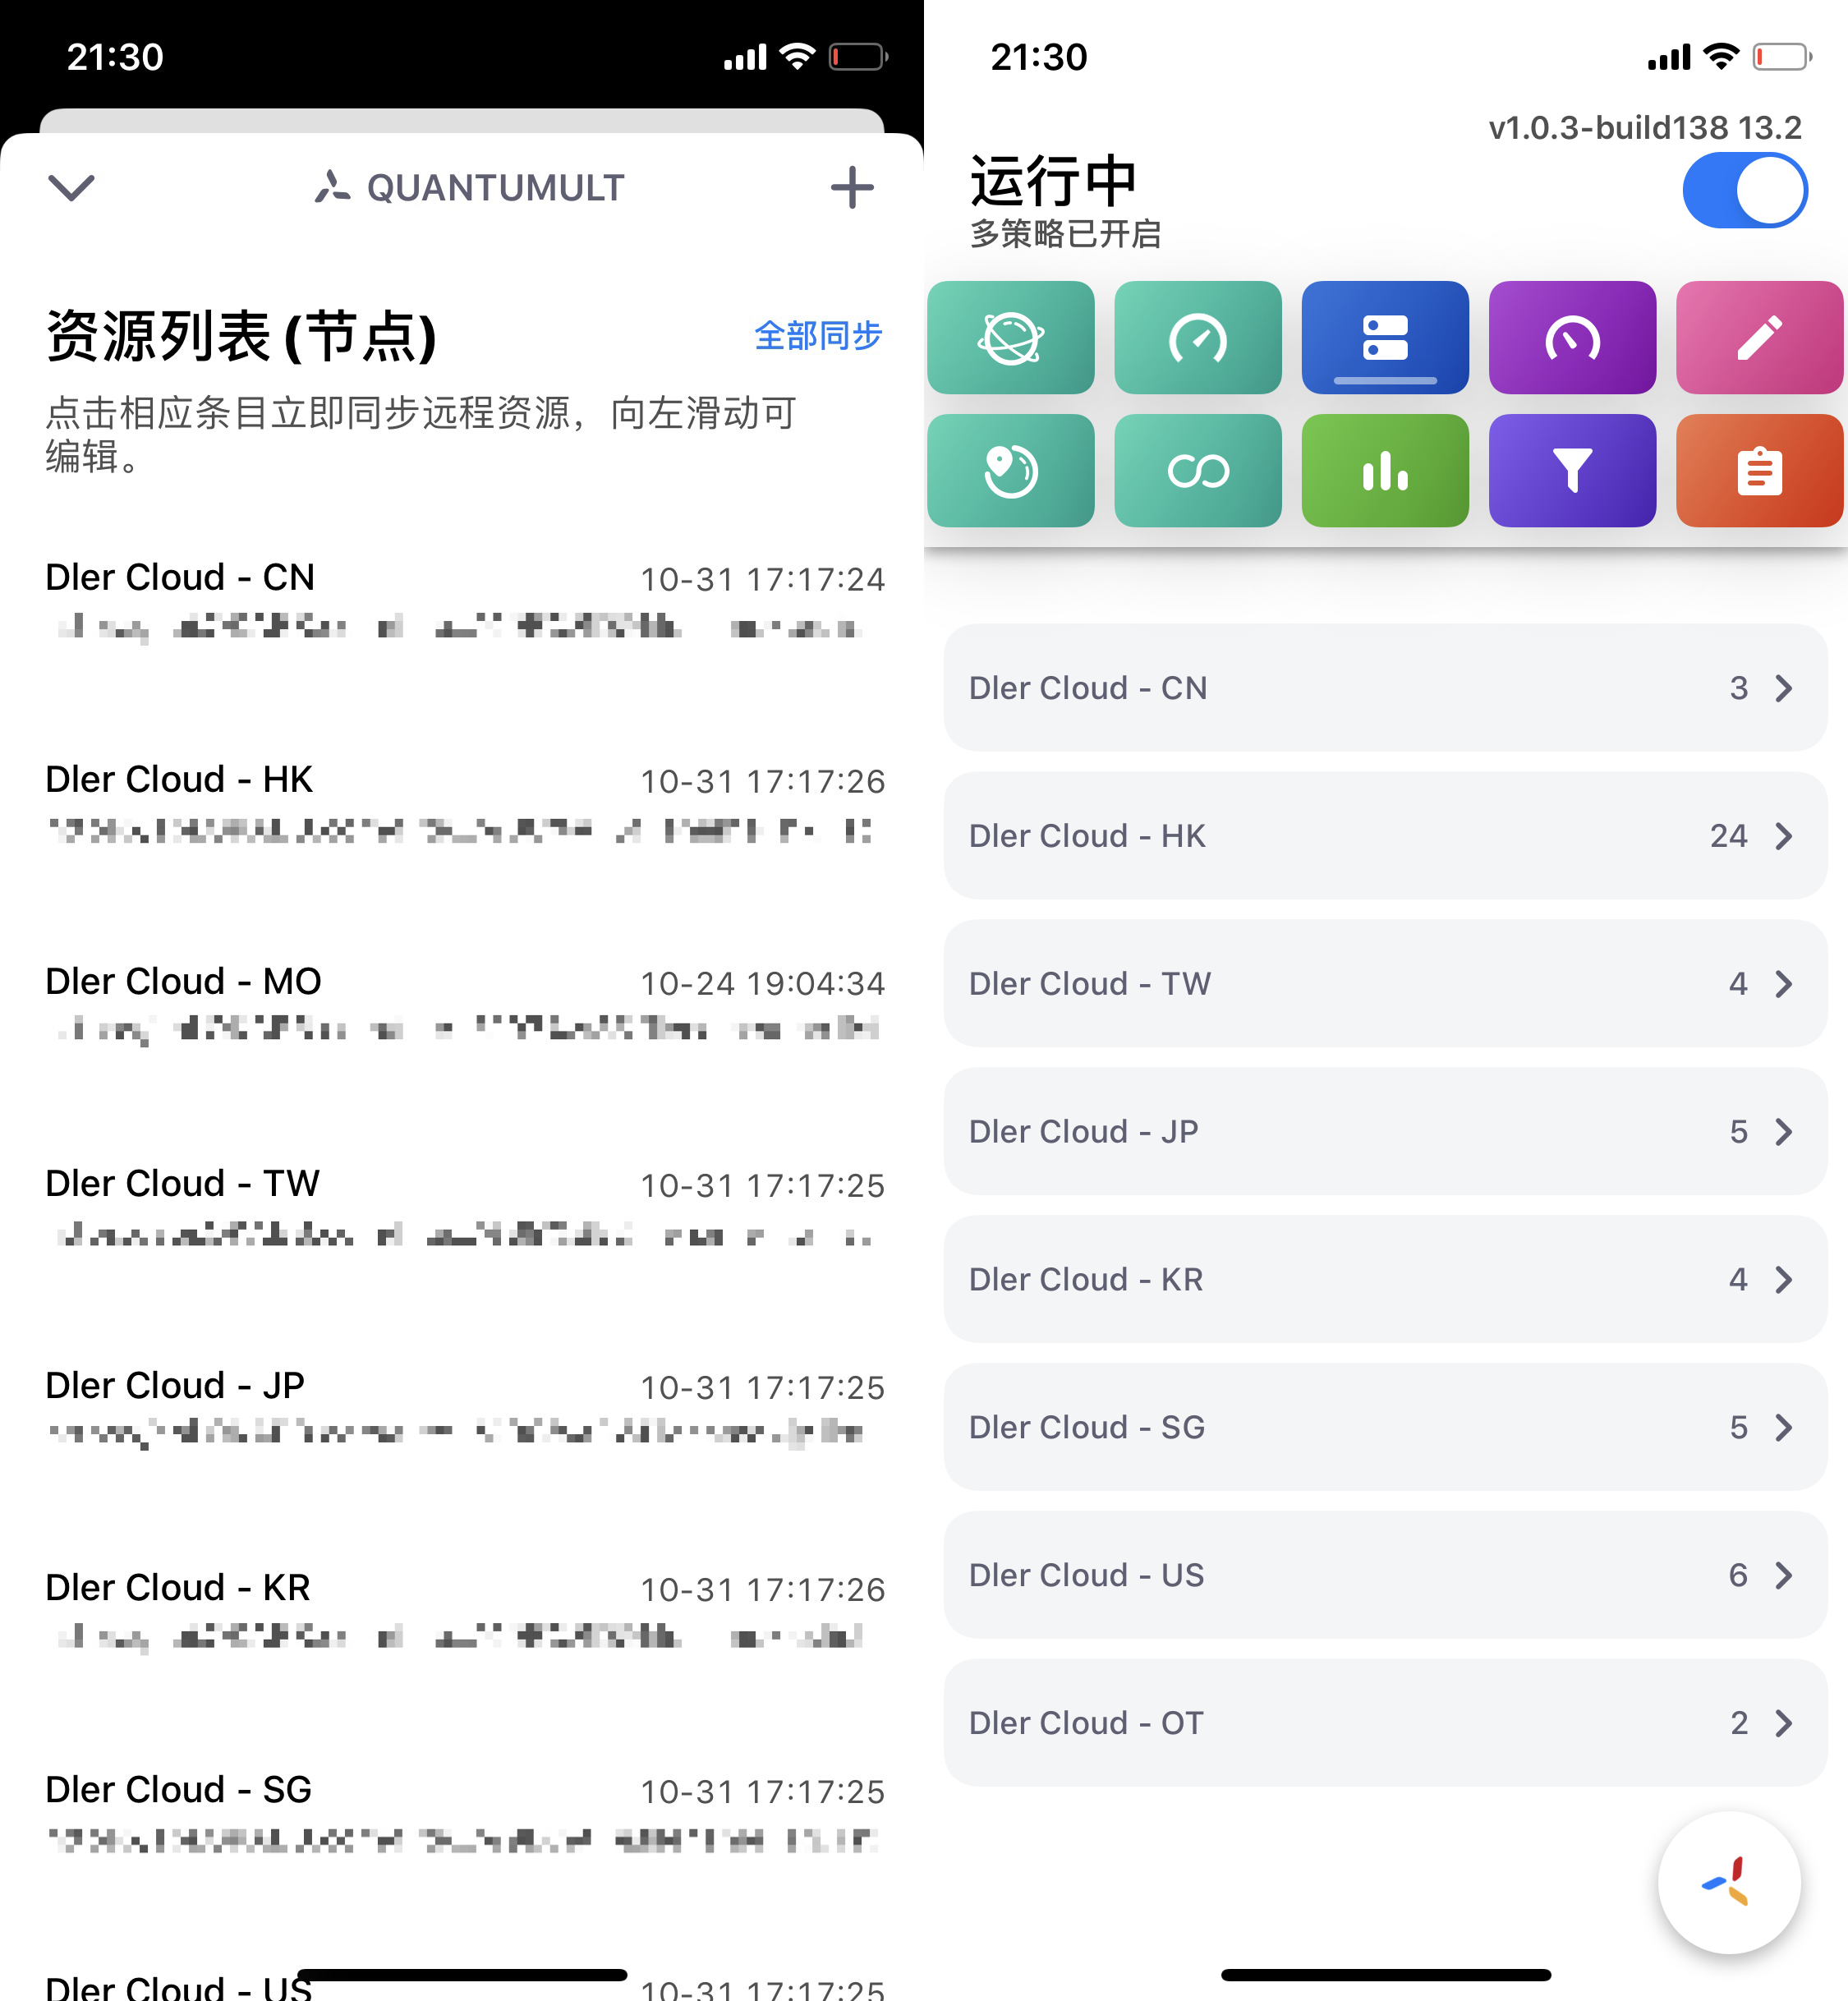 21:30
QUANTUMULT
资源列表(节点)
全部同步
点击相应条目立即同步远程资源，向左滑动可
编辑。
Dler Cloud - CN
10-31 17:17:24
Dler Cloud - HK
10-31 17:17:26
Dler Cloud - MO
10-24 19:04:34
Dler Cloud - TW
10-31 17:17:25
Dler Cloud - JP
10-31 17:17:25
Dler Cloud - KR
10-31 17:17:26
Dler Cloud - SG
10-31 17:17:25
Dler Cloud - US
10-31 17:17:25
21:30
v1.0.3-build138 13.2
运行中
多策略已开启
Dler Cloud - CN 3
Dler Cloud - HK 24
Dler Cloud - TW 4
Dler Cloud - JP 5
Dler Cloud - KR 4
Dler Cloud - SG 5
Dler Cloud - US 6
Dler Cloud - OT 2